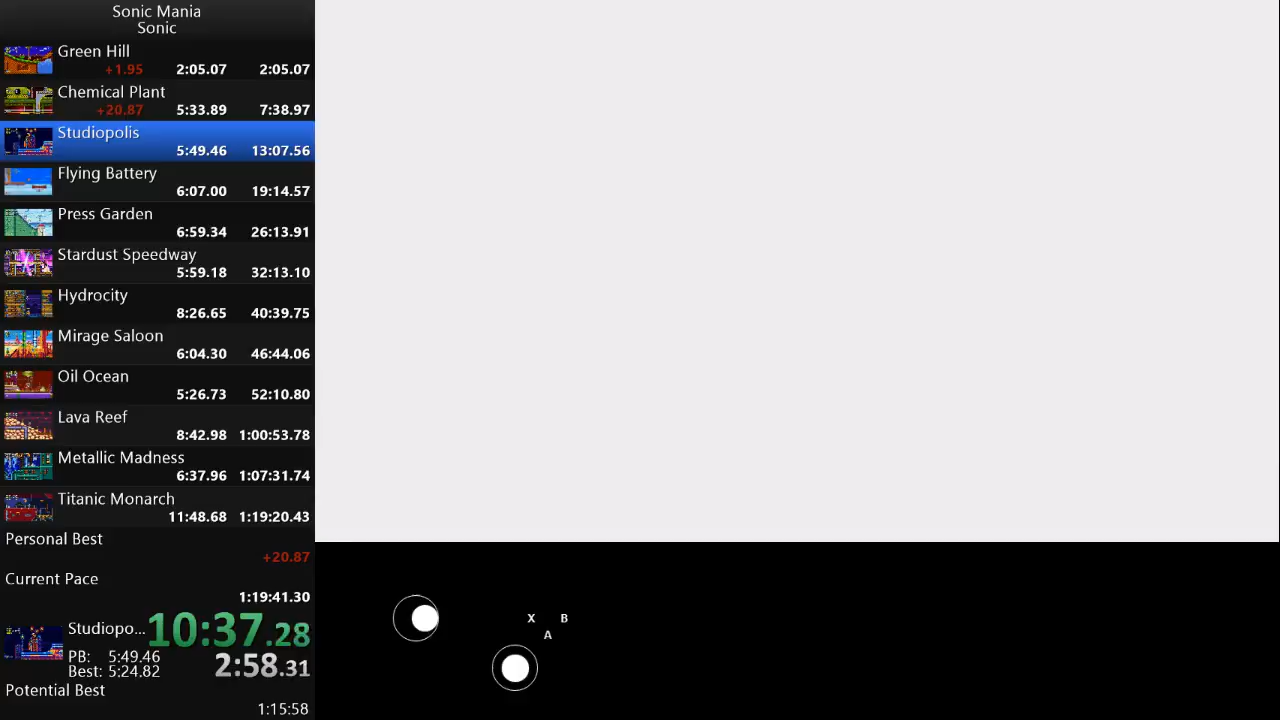 Sonic Mania
Sonic
Green Hill
+1.95 2:05.07 2:05.07
Chemical Plant
+20.87 5:33.89 7:38.97
Studiopolis
5:49.46 13:07.56
Flying Battery
6:07.00 19:14.57
Press Garden
6:59.34 26:13.91
Stardust Speedway
5:59.18 32:13.10
Hydrocity
8:26.65 40:39.75
Mirage Saloon
6:04.30 46:44.06
Oil Ocean
5:26.73 52:10.80
Lava Reef
8:42.98 1:00:53.78
Metallic Madness
6:37.96 1:07:31.74
Titanic Monarch
11:48.68 1:19:20.43
Personal Best
+20.87
Current Pace
1:19:41.30
Studiopo... 10:37.28
PB: 5:49.46
Best: 5:24.82 2:58.31
Potential Best
1:15:58
X B
A